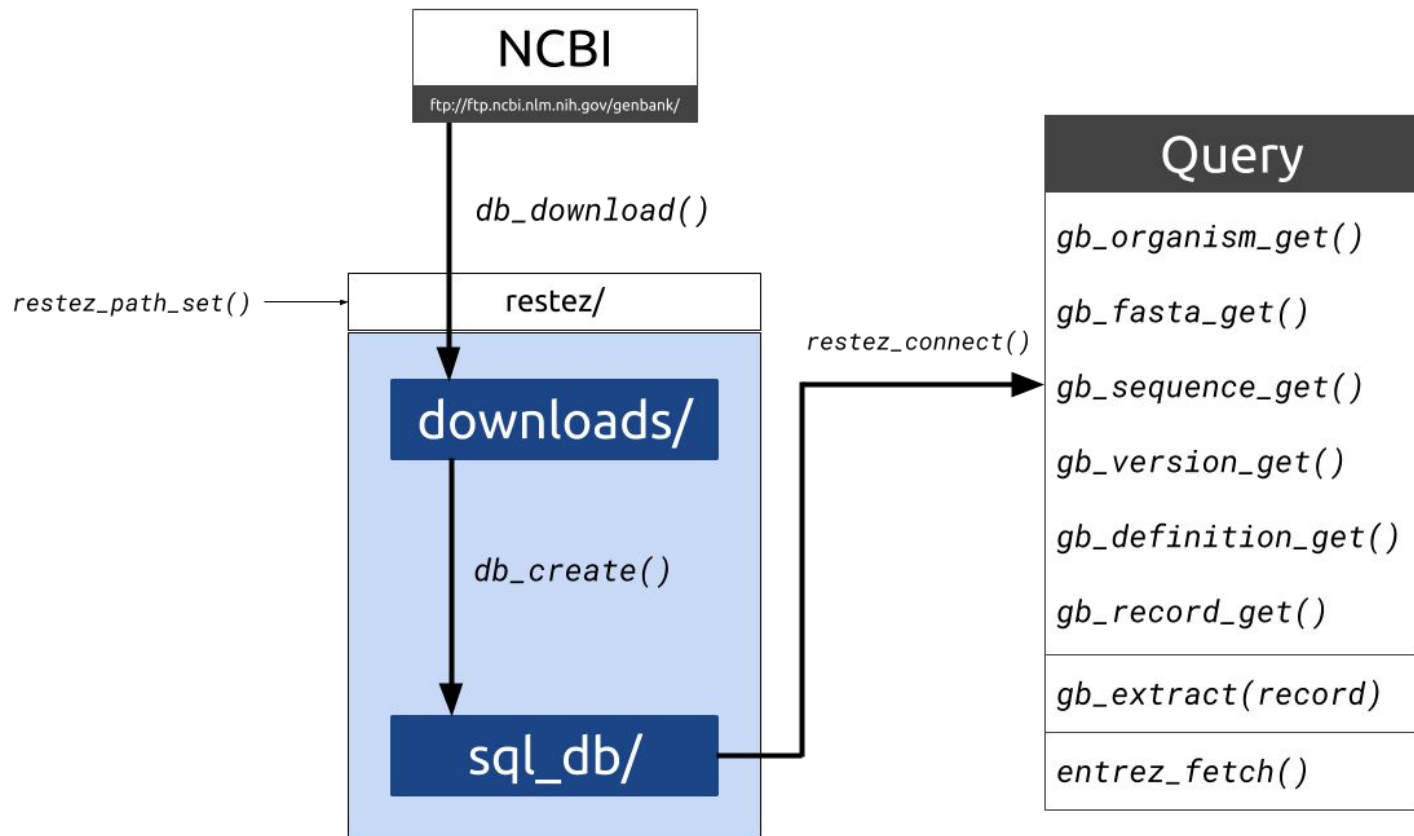 NCBI
ftp://ftp.ncbi.nlm.nih.gov/genbank/
db_download()
restez_path_set()
restez/
downloads/
db_create()
sql_db/
restez_connect()
Query
gb_organism_get()
gb_fasta_get()
gb_sequence_get()
gb_version_get()
gb_definition_get()
gb_record_get()
gb_extract(record)
entrez_fetch()